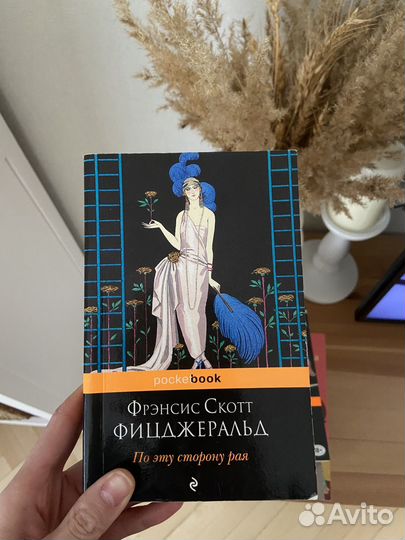 pocketbook
Фрэнсис Скотт
ФИЦДЖЕРАЛЬД
По эту сторону рая
Avito